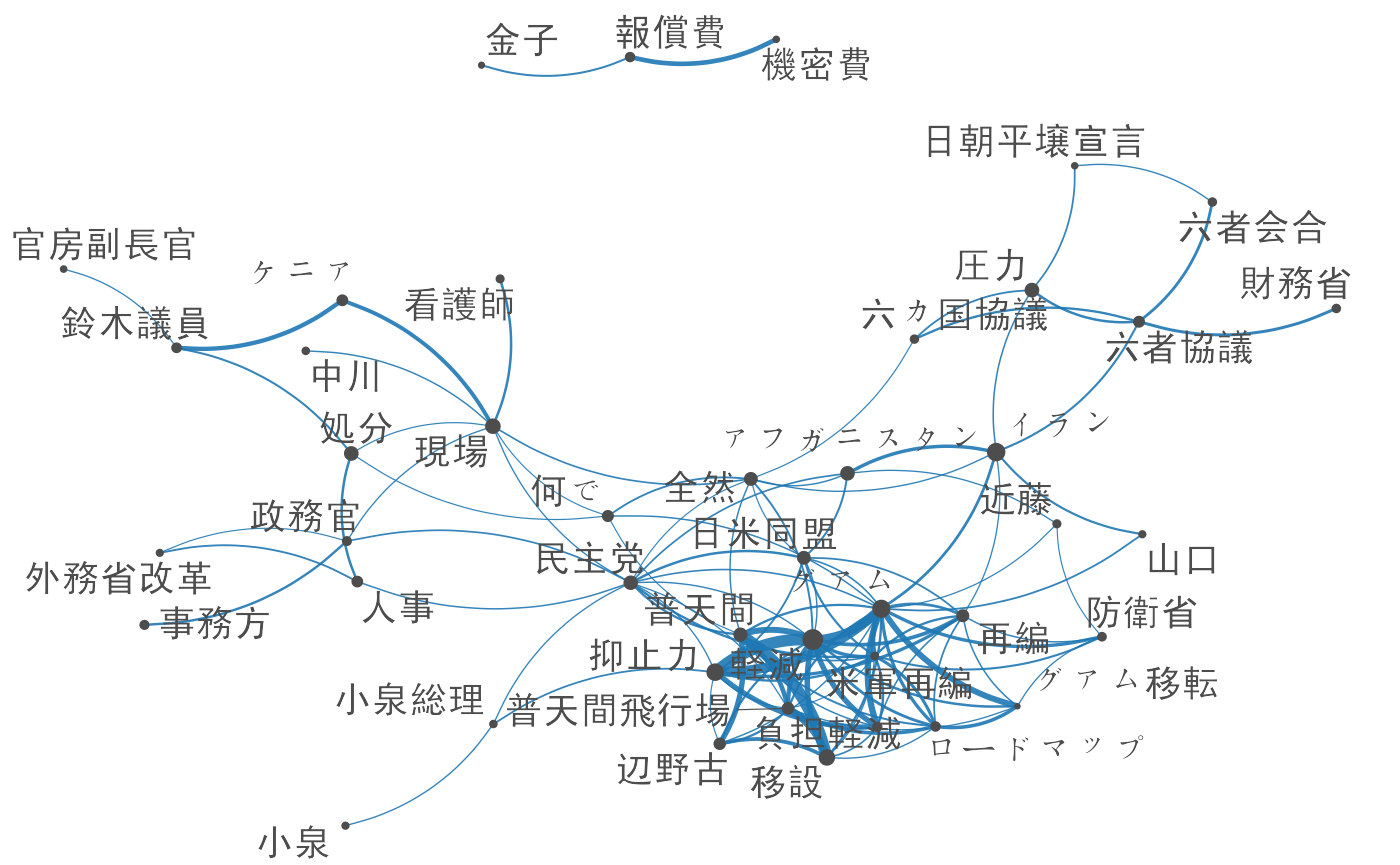 金子
報償費
機密費
日朝平壌宣言
六者会合
官房副長官
ケニア
圧力
財務省
看護師
鈴木議員
六カ国協議
六者協議
中川
処分
現場
アフガニスタン
イラン
何で
全然
近藤
政務官
日米同盟
民主党
山口
外務省改革
グアム
人事
事務方
普天間
防衛省
再編
抑止力
軽減
米軍再編
グアム移転
小泉総理
普天間飛行場
負担軽減
ロードマップ
辺野古
移設
小泉